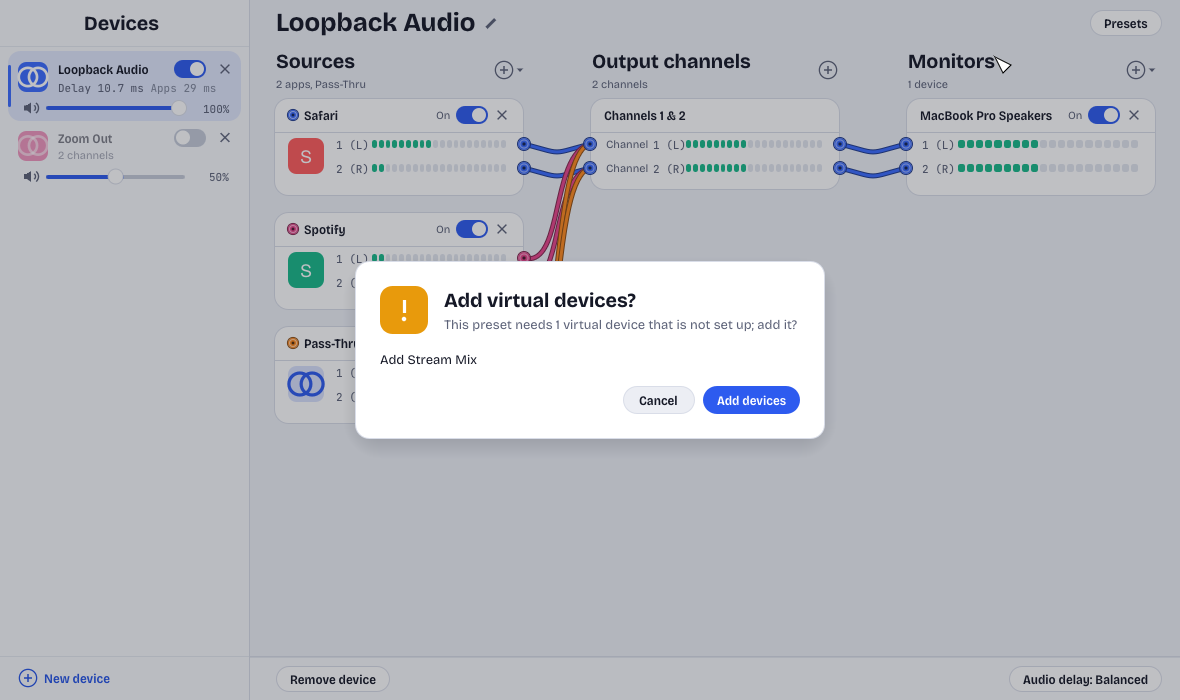 Devices
Loopback Audio
Delay 10.7 ms Apps 29 ms
100%
Zoom Out
2 channels
50%
New device
Loopback Audio
Presets
Sources
2 apps, Pass-Thru
Output channels
2 channels
Monitors
1 device
Safari
On
S
1 (L)
2 (R)
Channels 1 & 2
Channel 1 (L)
Channel 2 (R)
MacBook Pro Speakers
On
1 (L)
2 (R)
Spotify
On
S
1 (L)
2 (
Pass-Thru
1 (
2 (
!
Add virtual devices?
This preset needs 1 virtual device that is not set up; add it?
Add Stream Mix
Cancel
Add devices
Remove device
Audio delay: Balanced